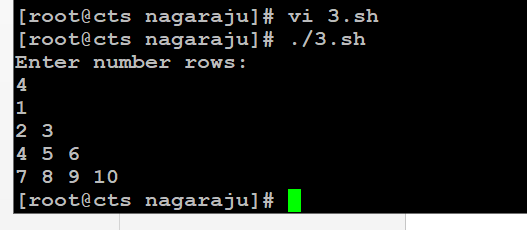 [root@cts nagaraju]# vi 3.sh
[root@cts nagaraju]# ./3.sh
Enter number rows:
4
1
2 3
4 5 6
7 8 9 10
[root@cts nagaraju]#